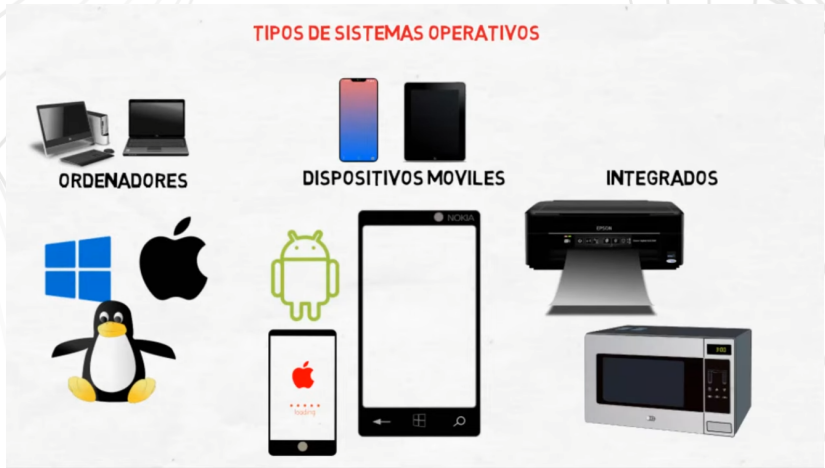 TIPOS DE SISTEMAS OPERATIVOS
ORDENADORES
DISPOSITIVOS MOVILES
INTEGRADOS
NOKIA
EPSON
loading